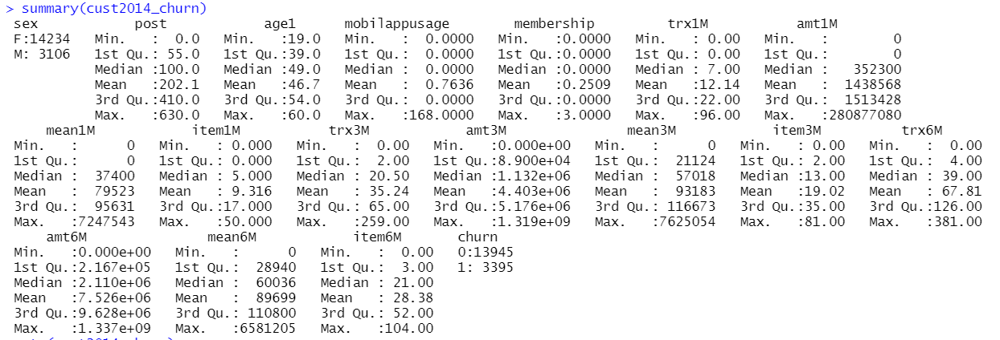 > summary(cust2014_churn)
sex post age1 mobilappusage membership trx1M amt1M
F:14234 Min. : 0.0 Min. :19.0 Min. : 0.0000 Min. :0.0000 Min. : 0.00 Min. : 0
M: 3106 1st Qu.: 55.0 1st Qu.:39.0 1st Qu.: 0.0000 1st Qu.:0.0000 1st Qu.: 0.00 1st Qu.: 0
Median :100.0 Median :49.0 Median : 0.0000 Median :0.0000 Median : 7.00 Median : 352300
Mean :202.1 Mean :46.7 Mean : 0.7636 Mean :0.2509 Mean :12.14 Mean : 1438568
3rd Qu.:410.0 3rd Qu.:54.0 3rd Qu.: 0.0000 3rd Qu.:0.0000 3rd Qu.:22.00 3rd Qu.: 1513428
Max. :630.0 Max. :60.0 Max. :168.0000 Max. :3.0000 Max. :96.00 Max. :280877080
mean1M item1M trx3M amt3M mean3M item3M trx6M
Min. : 0 Min. : 0.000 Min. : 0.00 Min. :0.000e+00 Min. : 0 Min. : 0.00 Min. : 0.00
1st Qu.: 0 1st Qu.: 0.000 1st Qu.: 2.00 1st Qu.:8.900e+04 1st Qu.: 21124 1st Qu.: 2.00 1st Qu.: 4.00
Median : 37400 Median : 5.000 Median : 20.50 Median :1.132e+06 Median : 57018 Median :13.00 Median : 39.00
Mean : 79523 Mean : 9.316 Mean : 35.24 Mean :4.403e+06 Mean : 93183 Mean :19.02 Mean : 67.81
3rd Qu.: 95631 3rd Qu.:17.000 3rd Qu.: 65.00 3rd Qu.:5.176e+06 3rd Qu.: 116673 3rd Qu.:35.00 3rd Qu.:126.00
Max. :7247543 Max. :50.000 Max. :259.00 Max. :1.319e+09 Max. :7625054 Max. :81.00 Max. :381.00
amt6M mean6M item6M churn
Min. :0.000e+00 Min. : 0 Min. : 0.00 0:13945
1st Qu.:2.167e+05 1st Qu.: 28940 1st Qu.: 3.00 1: 3395
Median :2.110e+06 Median : 60036 Median : 21.00
Mean :7.526e+06 Mean : 89699 Mean : 28.38
3rd Qu.:9.628e+06 3rd Qu.: 110800 3rd Qu.: 52.00
Max. :1.337e+09 Max. :6581205 Max. :104.00